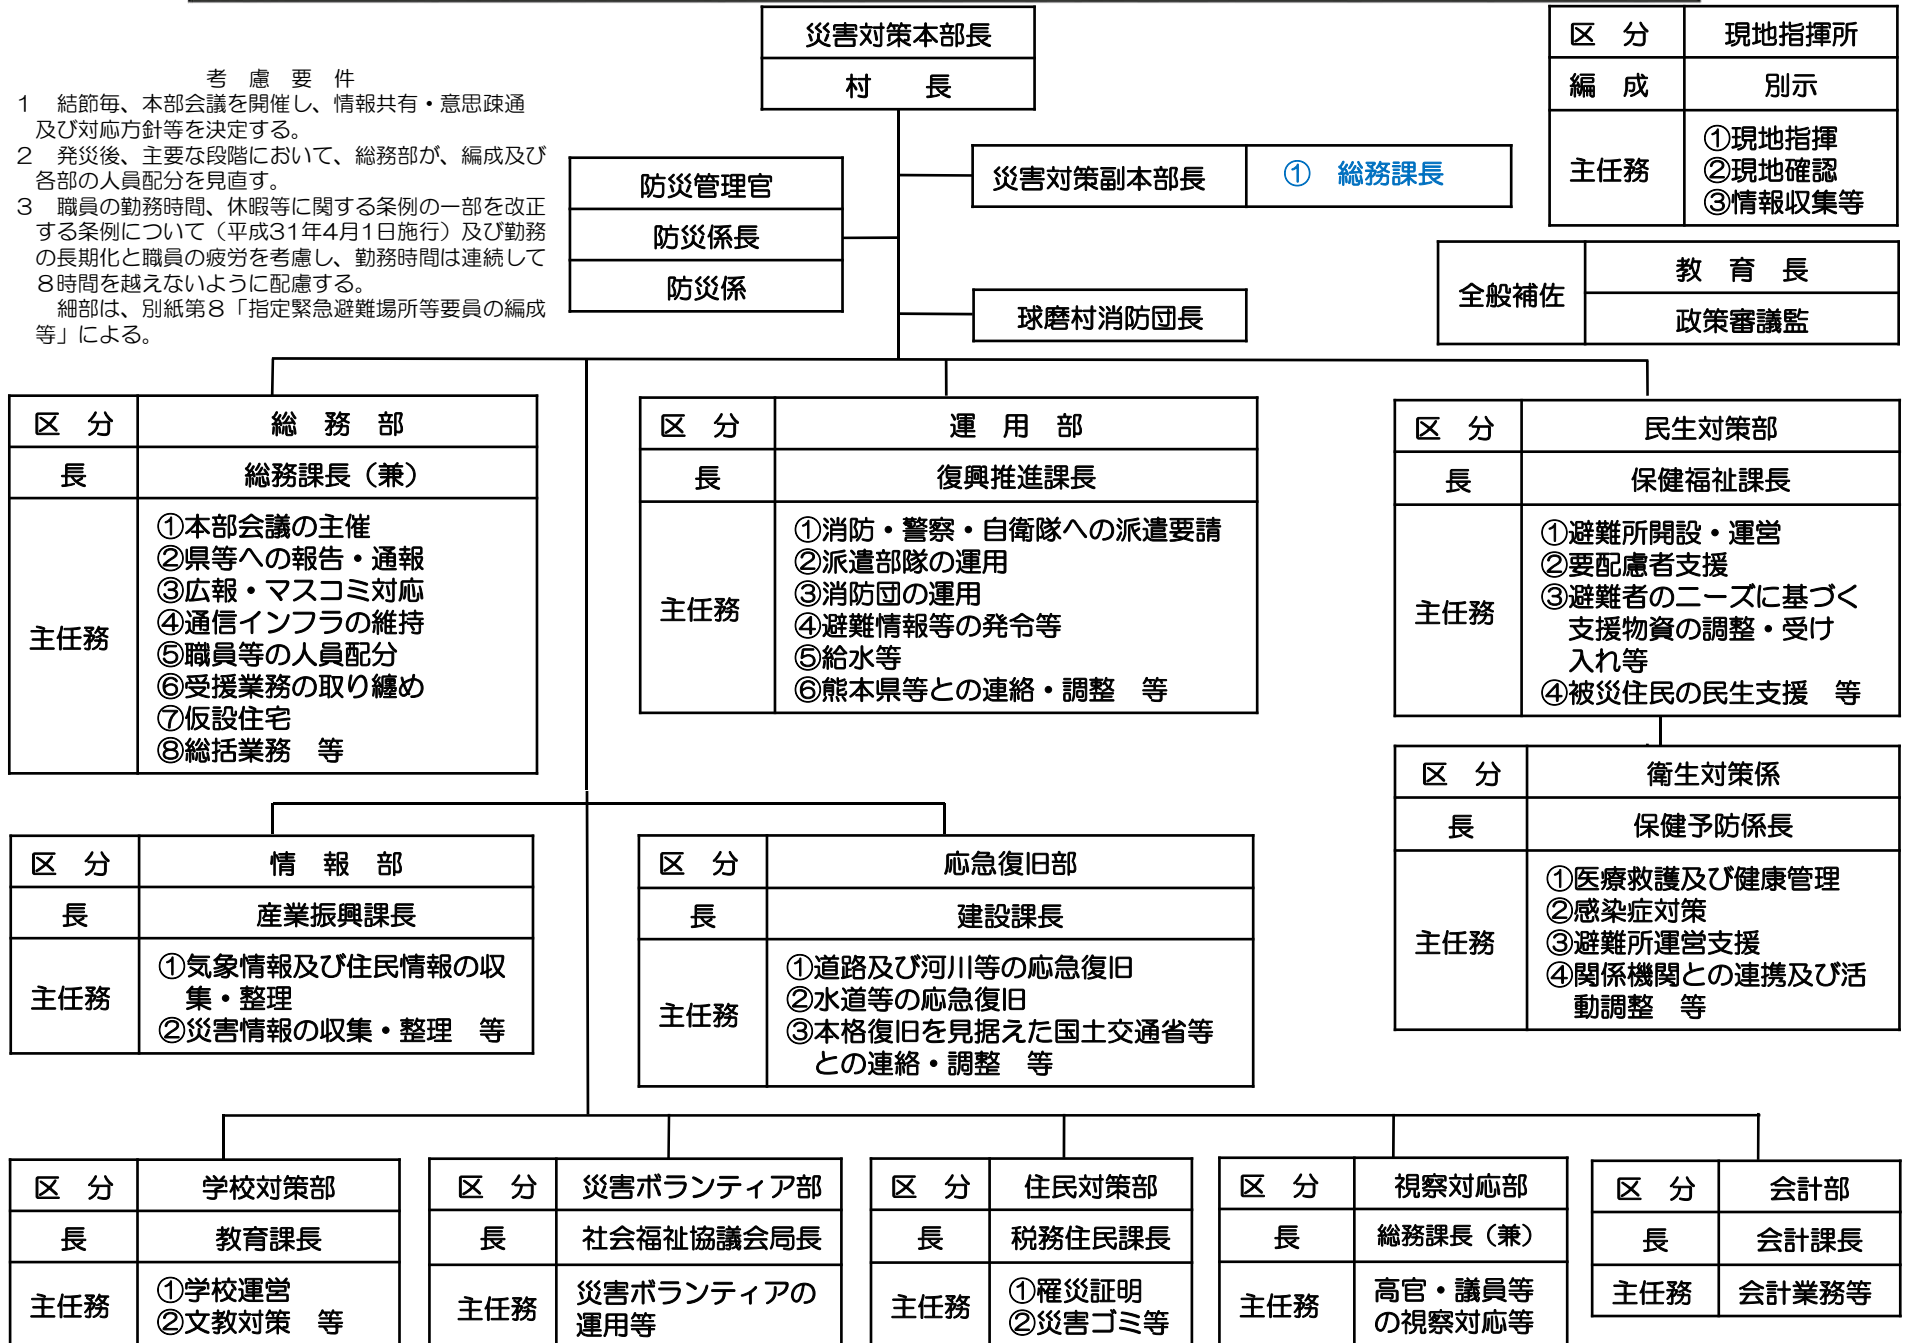 災害対策本部長
村　長
区　分　現地指揮所
編　成　別示
主任務
①現地指揮
②現地確認
③情報収集等
考　慮　要　件
１　結節毎、本部会議を開催し、情報共有・意思疎通
及び対応方針等を決定する。
２　発災後、主要な段階において、総務部が、編成及び
各部の人員配分を見直す。
３　職員の勤務時間、休暇等に関する条例の一部を改正
する条例について（平成31年4月1日施行）及び勤務
の長期化と職員の疲労を考慮し、勤務時間は連続して
８時間を越えないように配慮する。
細部は、別紙第８「指定緊急避難場所等要員の編成
等」による。
防災管理官
防災係長
防災係
災害対策副本部長　①　総務課長
球磨村消防団長
全般補佐
教　育　長
政策審議監
区　分　総　務　部
長　総務課長（兼）
主任務
①本部会議の主催
②県等への報告・通報
③広報・マスコミ対応
④通信インフラの維持
⑤職員等の人員配分
⑥受援業務の取り纏め
⑦仮設住宅
⑧総括業務　等
区　分　運　用　部
長　復興推進課長
主任務
①消防・警察・自衛隊への派遣要請
②派遣部隊の運用
③消防団の運用
④避難情報等の発令等
⑤給水等
⑥熊本県等との連絡・調整　等
区　分　民生対策部
長　保健福祉課長
主任務
①避難所開設・運営
②要配慮者支援
③避難者のニーズに基づく
支援物資の調整・受け
入れ等
④被災住民の民生支援　等
区　分　衛生対策係
長　保健予防係長
主任務
①医療救護及び健康管理
②感染症対策
③避難所運営支援
④関係機関との連携及び活
動調整　等
区　分　情　報　部
長　産業振興課長
主任務
①気象情報及び住民情報の収
集・整理
②災害情報の収集・整理　等
区　分　応急復旧部
長　建設課長
主任務
①道路及び河川等の応急復旧
②水道等の応急復旧
③本格復旧を見据えた国土交通省等
との連絡・調整　等
区　分　学校対策部
長　教育課長
主任務
①学校運営
②文教対策　等
区　分　災害ボランティア部
長　社会福祉協議会局長
主任務
災害ボランティアの
運用等
区　分　住民対策部
長　税務住民課長
主任務
①罹災証明
②災害ゴミ等
区　分　視察対応部
長　総務課長（兼）
主任務
高官・議員等
の視察対応等
区　分　会計部
長　会計課長
主任務　会計業務等